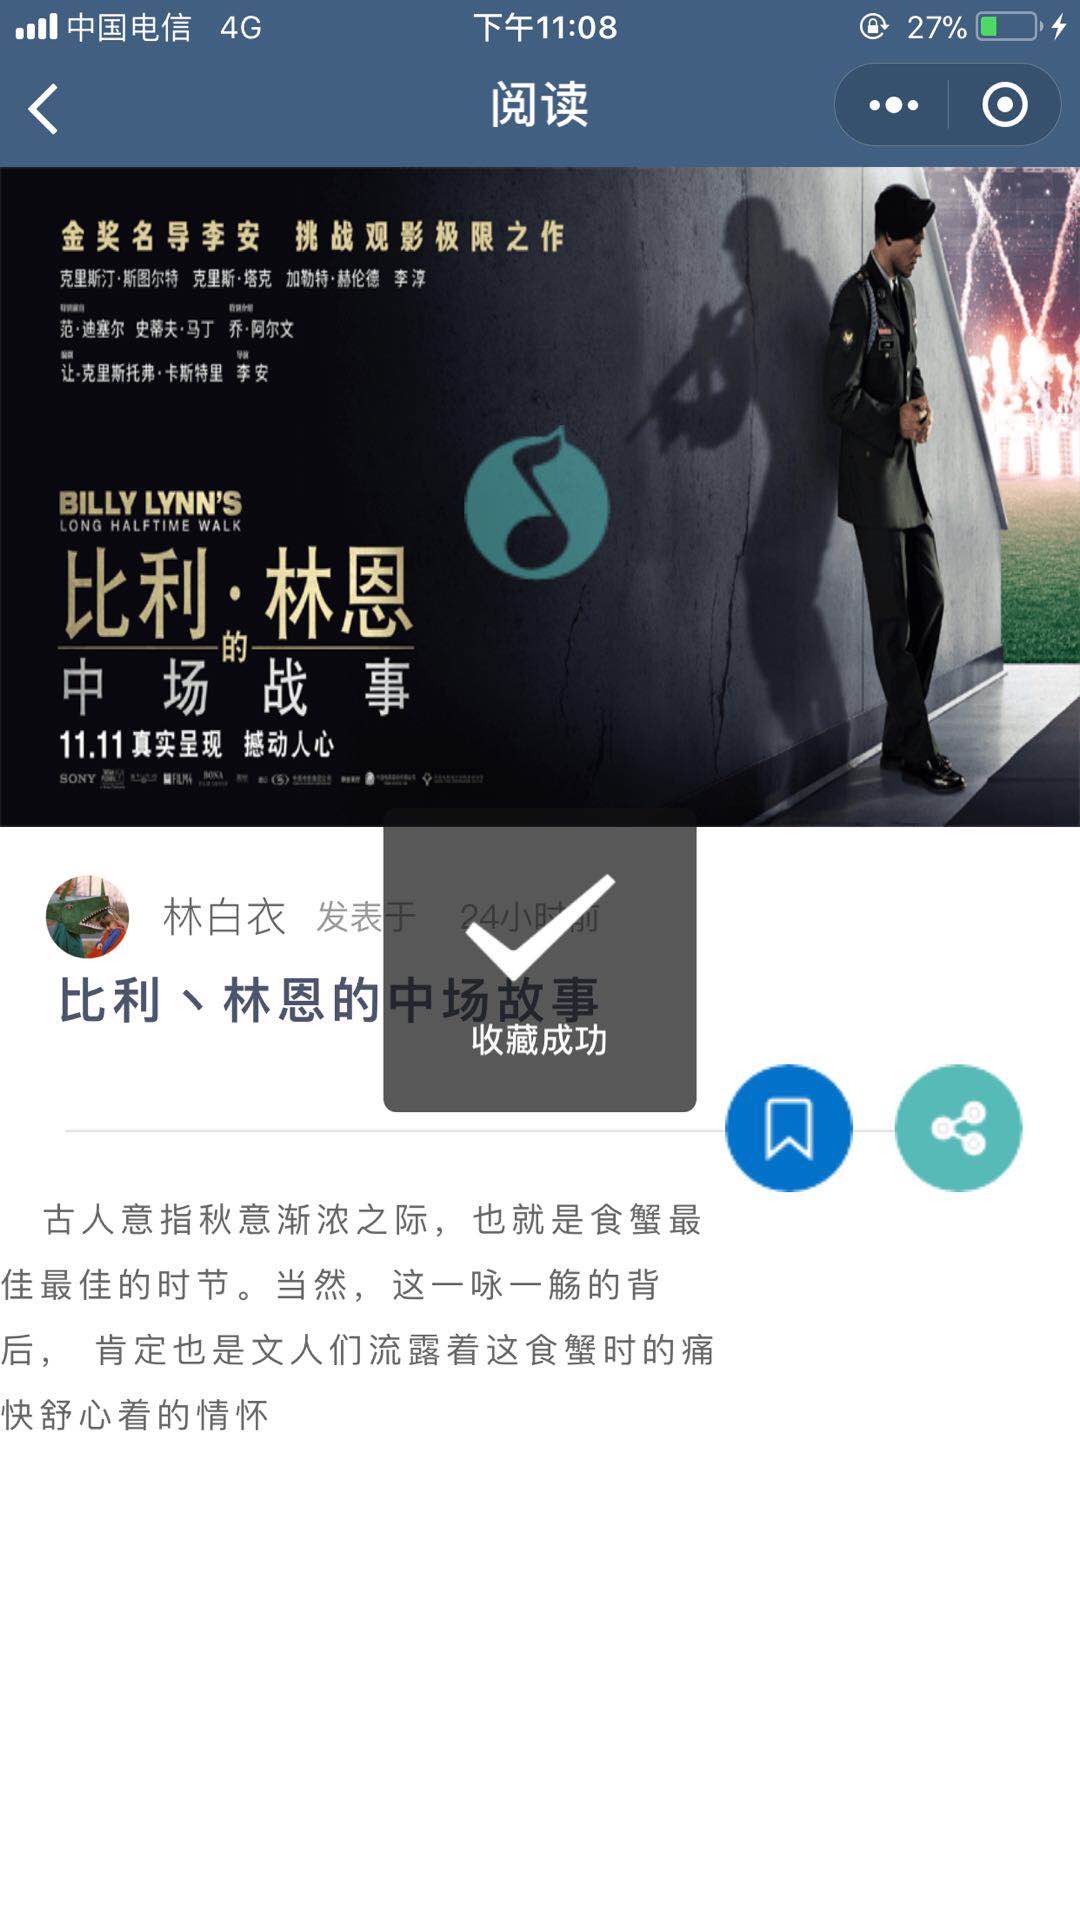 中国电信 4G 下午11:08 27%
阅读
金奖名导李安 挑战观影极限之作
克里斯汀·斯图尔特 克里斯·塔克 加勒特·赫伦德 李淳
范·迪塞尔 史蒂夫·马丁 乔·阿尔文
编剧 导演
让-克里斯托弗·卡斯特里 李安
BILLY LYNN'S
LONG HALFTIME WALK
比利·林恩
的
中场战事
11.11 真实呈现 撼动人心
SONY FILM4 BONA
林白衣 发表于 24小时前
比利丶林恩的中场故事
收藏成功
古人意指秋意渐浓之际，也就是食蟹最
佳最佳的时节。当然，这一咏一觞的背
后， 肯定也是文人们流露着这食蟹时的痛
快舒心着的情怀